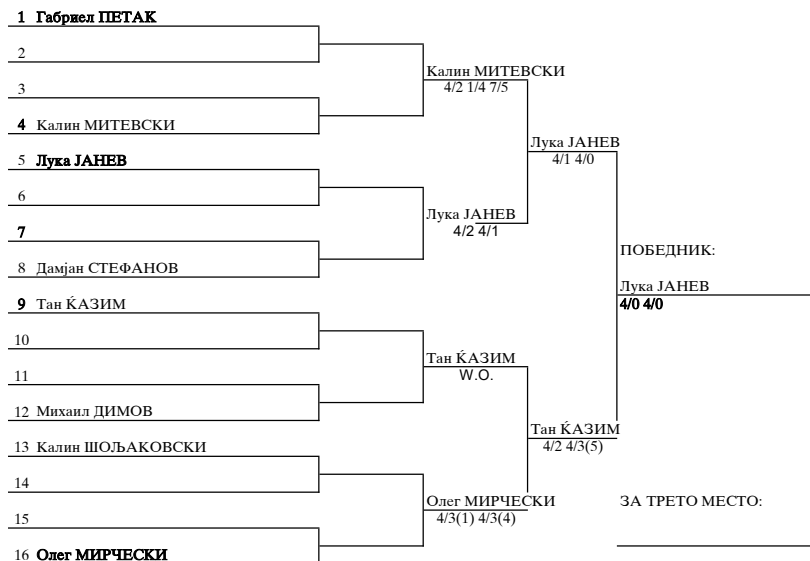 1 Габриел ПЕТАК
2
3
Калин МИТЕВСКИ
4/2 1/4 7/5
4 Калин МИТЕВСКИ
Лука ЈАНЕВ
4/1 4/0
5 Лука ЈАНЕВ
6
Лука ЈАНЕВ
4/2 4/1
7
8 Дамјан СТЕФАНОВ
ПОБЕДНИК:
Лука ЈАНЕВ
4/0 4/0
9 Тан ЌАЗИМ
10
11
Тан ЌАЗИМ
W.O.
12 Михаил ДИМОВ
Тан ЌАЗИМ
4/2 4/3(5)
13 Калин ШОЉАКОВСКИ
14
15
Олег МИРЧЕСКИ
4/3(1) 4/3(4)
ЗА ТРЕТО МЕСТО:
16 Олег МИРЧЕСКИ